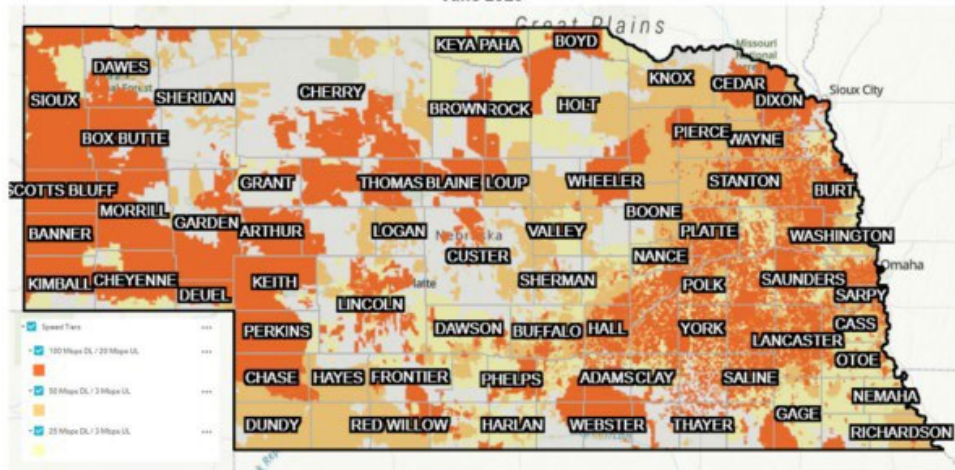 Great Plains
Missouri
National
KEYA PAHA
BOYD
DAWES
KNOX
CEDAR
Sioux City
SIOUX
SHERIDAN
CHERRY
BROWN
ROCK
HOLT
DIXON
BOX BUTTE
PIERCE
WAYNE
SCOTTS BLUFF
GRANT
THOMAS
BLAINE
LOUP
WHEELER
STANTON
BURT
MORRILL
GARDEN
BOONE
BANNER
ARTHUR
LOGAN
Nebraska
VALLEY
PLATTE
WASHINGTON
CUSTER
NANCE
Omaha
KIMBALL
CHEYENNE
DEUEL
KEITH
SHERMAN
POLK
SAUNDERS
SARPY
LINCOLN
Speed Tiers
PERKINS
DAWSON
BUFFALO
HALL
YORK
CASS
LANCASTER
100 Mbps DL / 20 Mbps UL
OTOE
CHASE
HAYES
FRONTIER
PHELPS
ADAMS
CLAY
SALINE
50 Mbps DL / 3 Mbps UL
NEMAHA
DUNDY
RED WILLOW
HARLAN
WEBSTER
THAYER
GAGE
25 Mbps DL / 3 Mbps UL
RICHARDSON